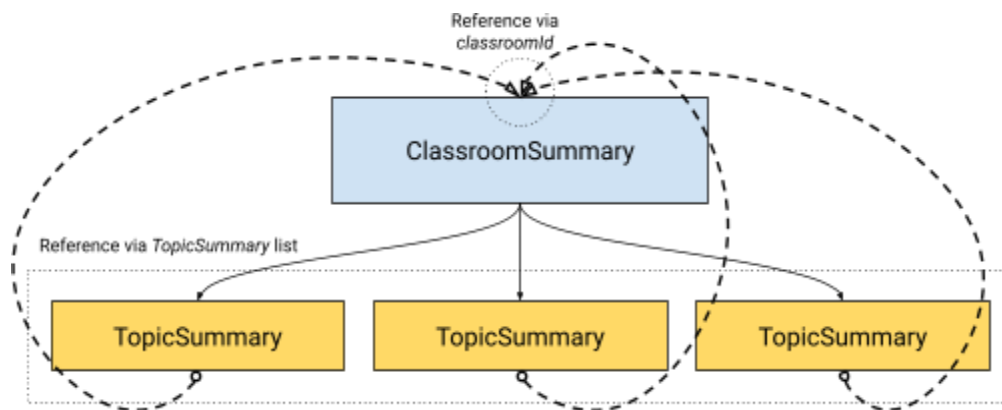 Reference via
classroomId
ClassroomSummary
Reference via TopicSummary list
TopicSummary
TopicSummary
TopicSummary